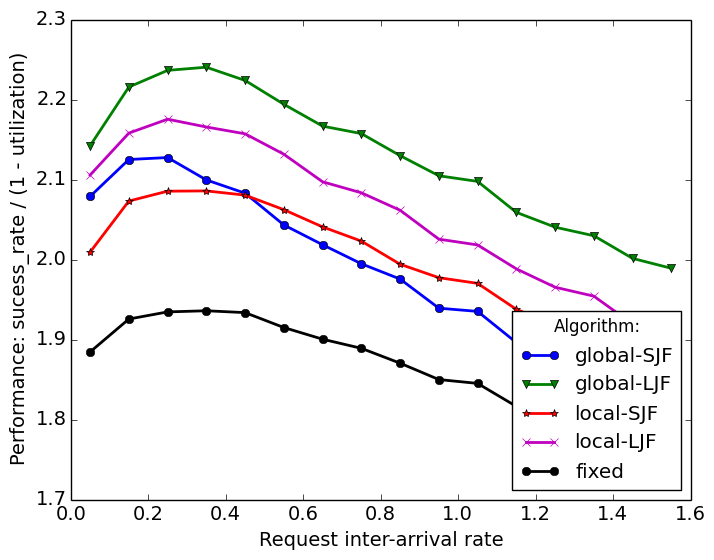 2.3
2.2
2.1
2.0
1.9
1.8
1.7
Performance: sucess_rate / (1 - utilization)
Algorithm:
global-SJF
global-LJF
local-SJF
local-LJF
fixed
0.0 0.2 0.4 0.6 0.8 1.0 1.2 1.4 1.6
Request inter-arrival rate